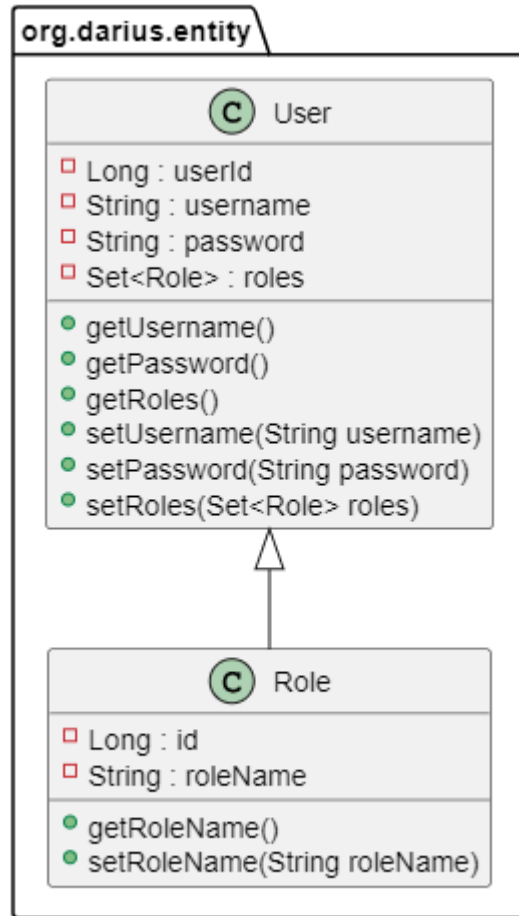 org.darius.entity
C User
Long : userId
String : username
String : password
Set<Role> : roles
getUsername()
getPassword()
getRoles()
setUsername(String username)
setPassword(String password)
setRoles(Set<Role> roles)
C Role
Long : id
String : roleName
getRoleName()
setRoleName(String roleName)